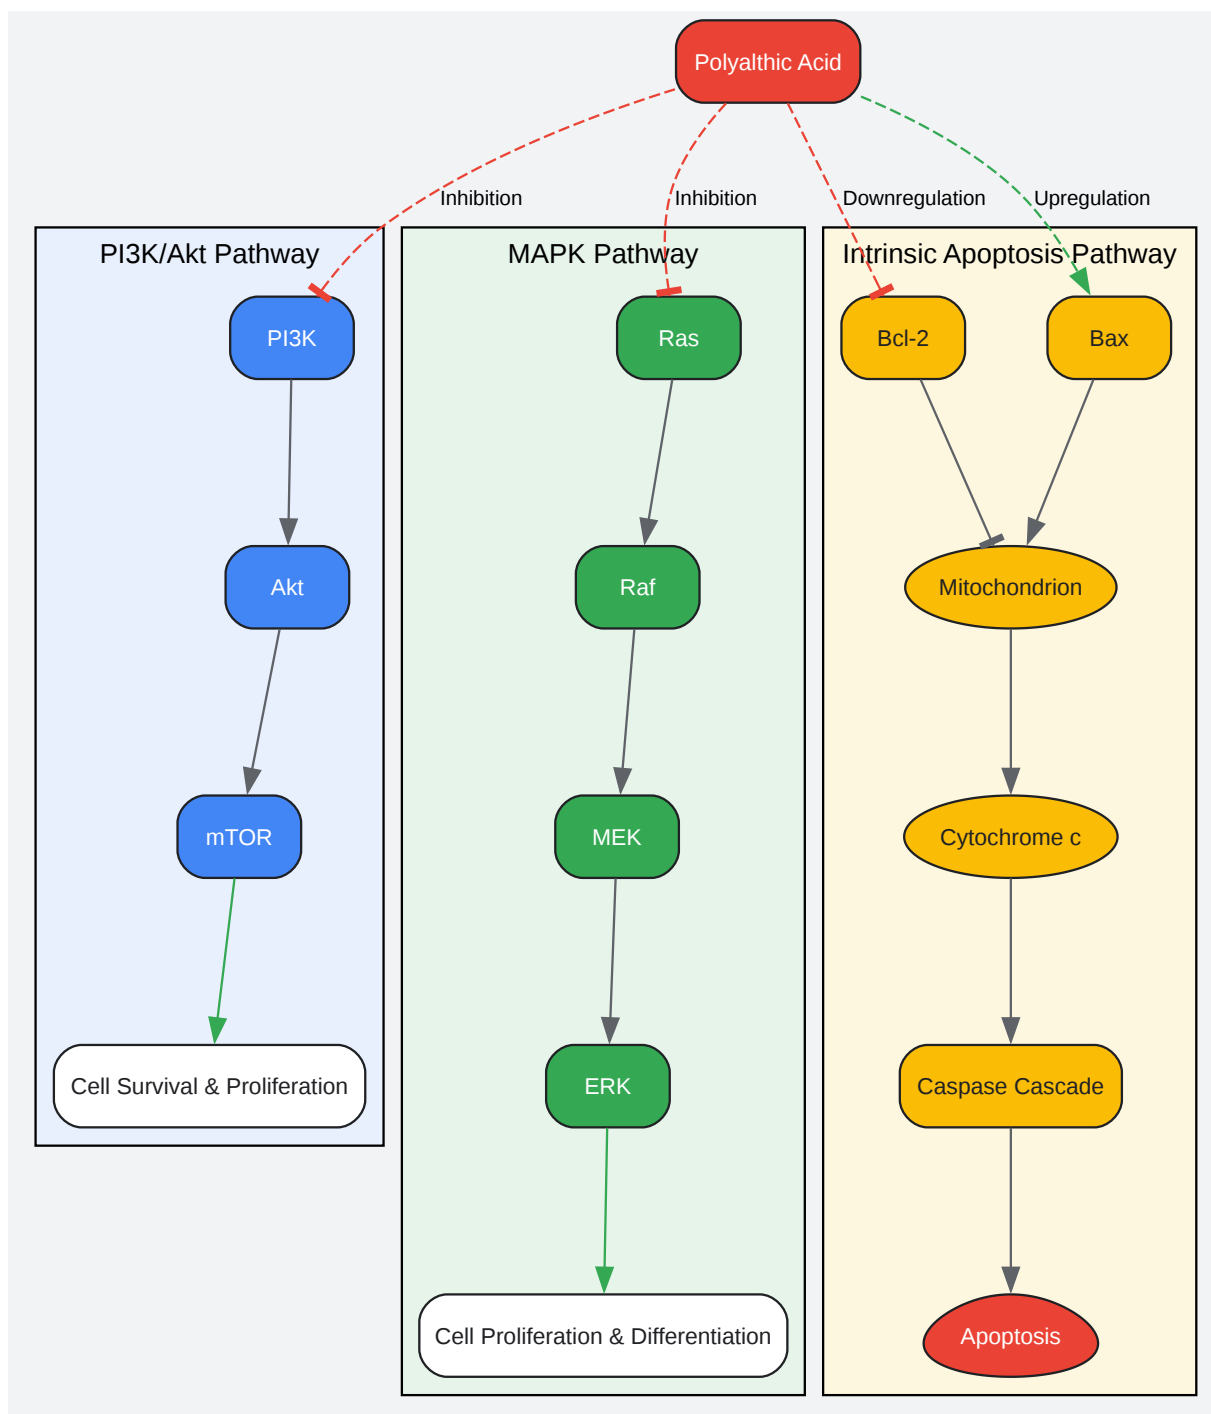 Polyalthic Acid
Inhibition
Inhibition
Downregulation
Upregulation
PI3K/Akt Pathway
PI3K
Akt
mTOR
Cell Survival & Proliferation
MAPK Pathway
Ras
Raf
MEK
ERK
Cell Proliferation & Differentiation
Intrinsic Apoptosis Pathway
Bcl-2
Bax
Mitochondrion
Cytochrome c
Caspase Cascade
Apoptosis